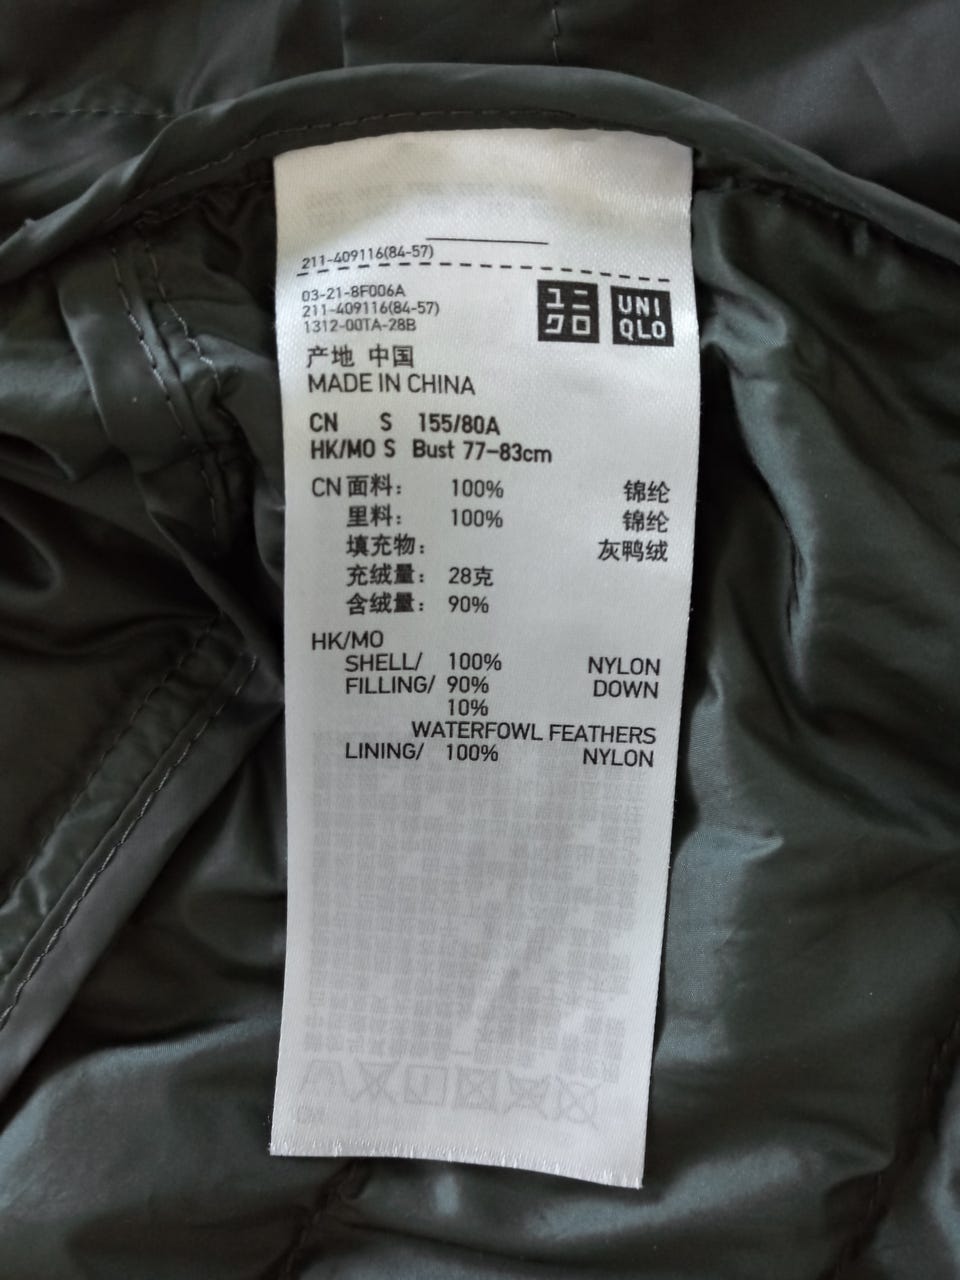 211-409116(84-57)
03-21-8F006A
211-409116(84-57)
1312-00TA-28B
ユニ
クロ
UNI
QLO
产地 中国
MADE IN CHINA
CN S 155/80A
HK/MO S Bust 77-83cm
CN 面料： 100% 锦纶
里料： 100% 锦纶
填充物： 灰鸭绒
充绒量： 28克
含绒量： 90%
HK/MO
SHELL/ 100% NYLON
FILLING/ 90% DOWN
10%
WATERFOWL FEATHERS
LINING/ 100% NYLON